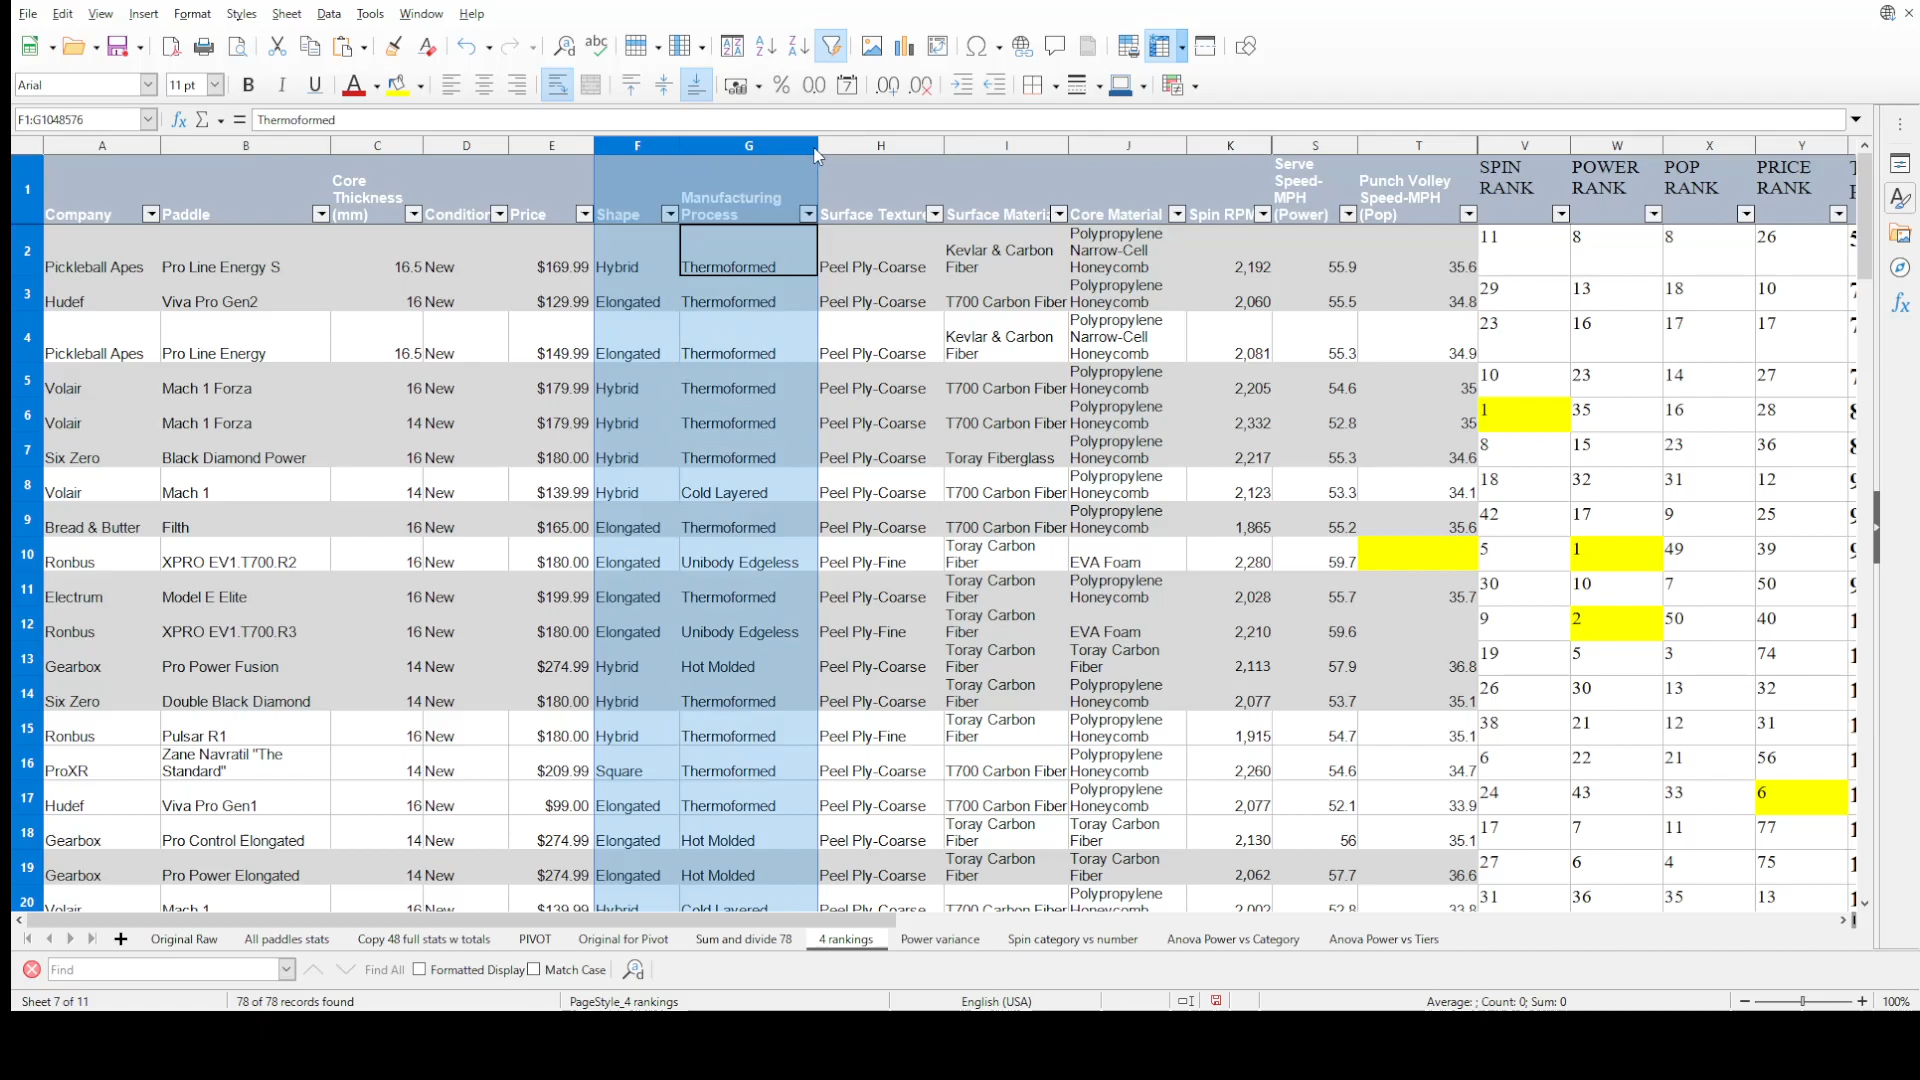 File Edit View Insert Format Styles Sheet Data Tools Window Help
Arial 11 pt B I U A % 0.0 7
F1:G1048576 fx Σ = Thermoformed
A B C D E F G H I J K S T V W X Y
Company Paddle Core Thickness (mm) Condition Price Shape Manufacturing Process Surface Texture Surface Materi Core Material Spin RPM Serve Speed-MPH (Power) Punch Volley Speed-MPH (Pop) SPIN RANK POWER RANK POP RANK PRICE RANK
1
2 Pickleball Apes Pro Line Energy S 16.5 New $169.99 Hybrid Thermoformed Peel Ply-Coarse Kevlar & Carbon Fiber Polypropylene Narrow-Cell Honeycomb 2,192 55.9 35.6 11 8 8 26
3 Hudef Viva Pro Gen2 16 New $129.99 Elongated Thermoformed Peel Ply-Coarse T700 Carbon Fiber Polypropylene Honeycomb 2,060 55.5 34.8 29 13 18 10
4 Pickleball Apes Pro Line Energy 16.5 New $149.99 Elongated Thermoformed Peel Ply-Coarse Kevlar & Carbon Fiber Polypropylene Narrow-Cell Honeycomb 2,081 55.3 34.9 23 16 17 17
5 Volair Mach 1 Forza 16 New $179.99 Hybrid Thermoformed Peel Ply-Coarse T700 Carbon Fiber Polypropylene Honeycomb 2,205 54.6 35 10 23 14 27
6 Volair Mach 1 Forza 14 New $179.99 Hybrid Thermoformed Peel Ply-Coarse T700 Carbon Fiber Polypropylene Honeycomb 2,332 52.8 35 1 35 16 28
7 Six Zero Black Diamond Power 16 New $180.00 Hybrid Thermoformed Peel Ply-Coarse Toray Fiberglass Polypropylene Honeycomb 2,217 55.3 34.6 8 15 23 36
8 Volair Mach 1 14 New $139.99 Hybrid Cold Layered Peel Ply-Coarse T700 Carbon Fiber Polypropylene Honeycomb 2,123 53.3 34.1 18 32 31 12
9 Bread & Butter Filth 16 New $165.00 Elongated Thermoformed Peel Ply-Coarse T700 Carbon Fiber Polypropylene Honeycomb 1,865 55.2 35.6 42 17 9 25
10 Ronbus XPRO EV1.T700.R2 16 New $180.00 Elongated Unibody Edgeless Peel Ply-Fine Toray Carbon Fiber EVA Foam 2,280 59.7 5 1 49 39
11 Electrum Model E Elite 16 New $199.99 Elongated Thermoformed Peel Ply-Coarse Toray Carbon Fiber Polypropylene Honeycomb 2,028 55.7 35.7 30 10 7 50
12 Ronbus XPRO EV1.T700.R3 16 New $180.00 Elongated Unibody Edgeless Peel Ply-Fine Toray Carbon Fiber EVA Foam 2,210 59.6 9 2 50 40
13 Gearbox Pro Power Fusion 14 New $274.99 Hybrid Hot Molded Peel Ply-Coarse Toray Carbon Fiber Toray Carbon Fiber 2,113 57.9 36.8 19 5 3 74
14 Six Zero Double Black Diamond 14 New $180.00 Hybrid Thermoformed Peel Ply-Coarse Toray Carbon Fiber Polypropylene Honeycomb 2,077 53.7 35.1 26 30 13 32
15 Ronbus Pulsar R1 16 New $180.00 Hybrid Thermoformed Peel Ply-Fine Toray Carbon Fiber Polypropylene Honeycomb 1,915 54.7 35.1 38 21 12 31
16 ProXR Zane Navratil "The Standard" 14 New $209.99 Square Thermoformed Peel Ply-Coarse T700 Carbon Fiber Polypropylene Honeycomb 2,260 54.6 34.7 6 22 21 56
17 Hudef Viva Pro Gen1 16 New $99.00 Elongated Thermoformed Peel Ply-Coarse T700 Carbon Fiber Polypropylene Honeycomb 2,077 52.1 33.9 24 43 33 6
18 Gearbox Pro Control Elongated 14 New $274.99 Elongated Hot Molded Peel Ply-Coarse Toray Carbon Fiber Toray Carbon Fiber 2,130 56 35.1 17 7 11 77
19 Gearbox Pro Power Elongated 14 New $274.99 Elongated Hot Molded Peel Ply-Coarse Toray Carbon Fiber Toray Carbon Fiber 2,062 57.7 36.6 27 6 4 75
20 Volair Mach 1 16 New $139.99 Hybrid Cold Layered Peel Ply-Coarse T700 Carbon Fiber Polypropylene Honeycomb 2,002 52.8 33.8 31 36 35 13
Original Raw All paddles stats Copy 48 full stats w totals PIVOT Original for Pivot Sum and divide 78 4 rankings Power variance Spin category vs number Anova Power vs Category Anova Power vs Tiers
Find Find All Formatted Display Match Case
Sheet 7 of 11 78 of 78 records found PageStyle_4 rankings English (USA) Average: ; Count: 0; Sum: 0 100%